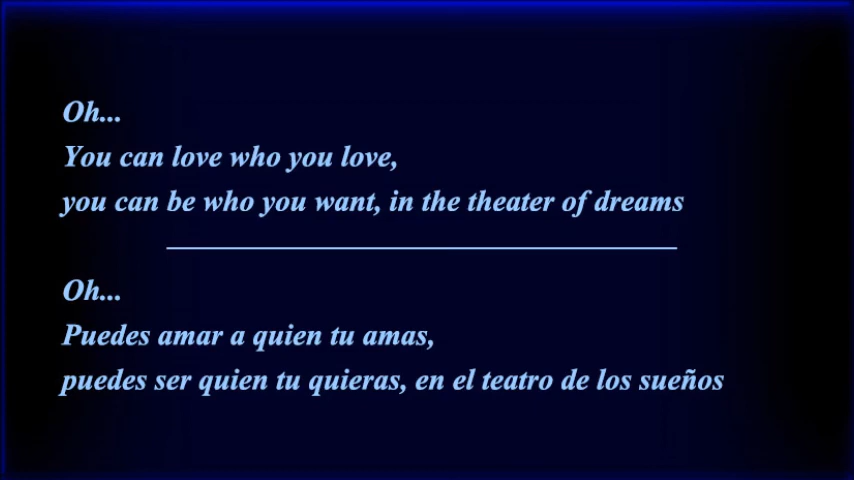 Oh...
You can love who you love,
you can be who you want, in the theater of dreams
Oh...
Puedes amar a quien tu amas,
puedes ser quien tu quieras, en el teatro de los sueños